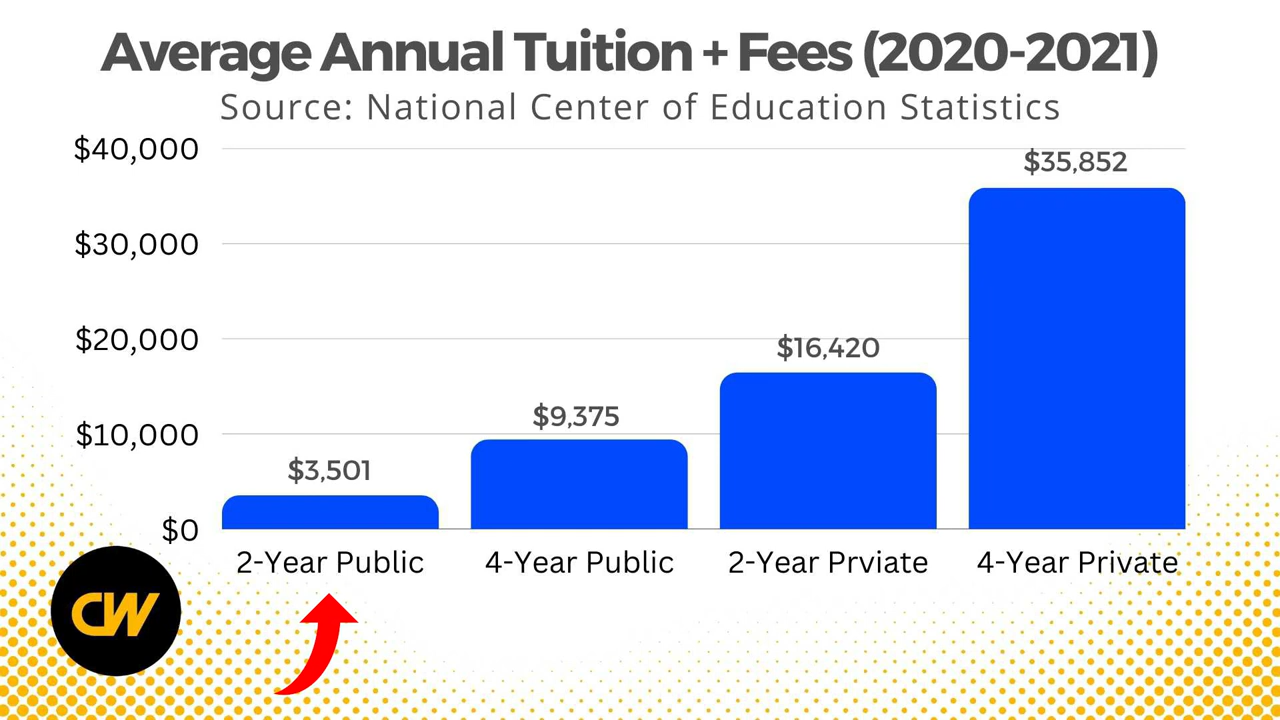 Average Annual Tuition + Fees (2020-2021)
Source: National Center of Education Statistics
$40,000
$35,852
$30,000
$20,000
$16,420
$10,000
$9,375
$3,501
$0
2-Year Public
4-Year Public
2-Year Prviate
4-Year Private
CW